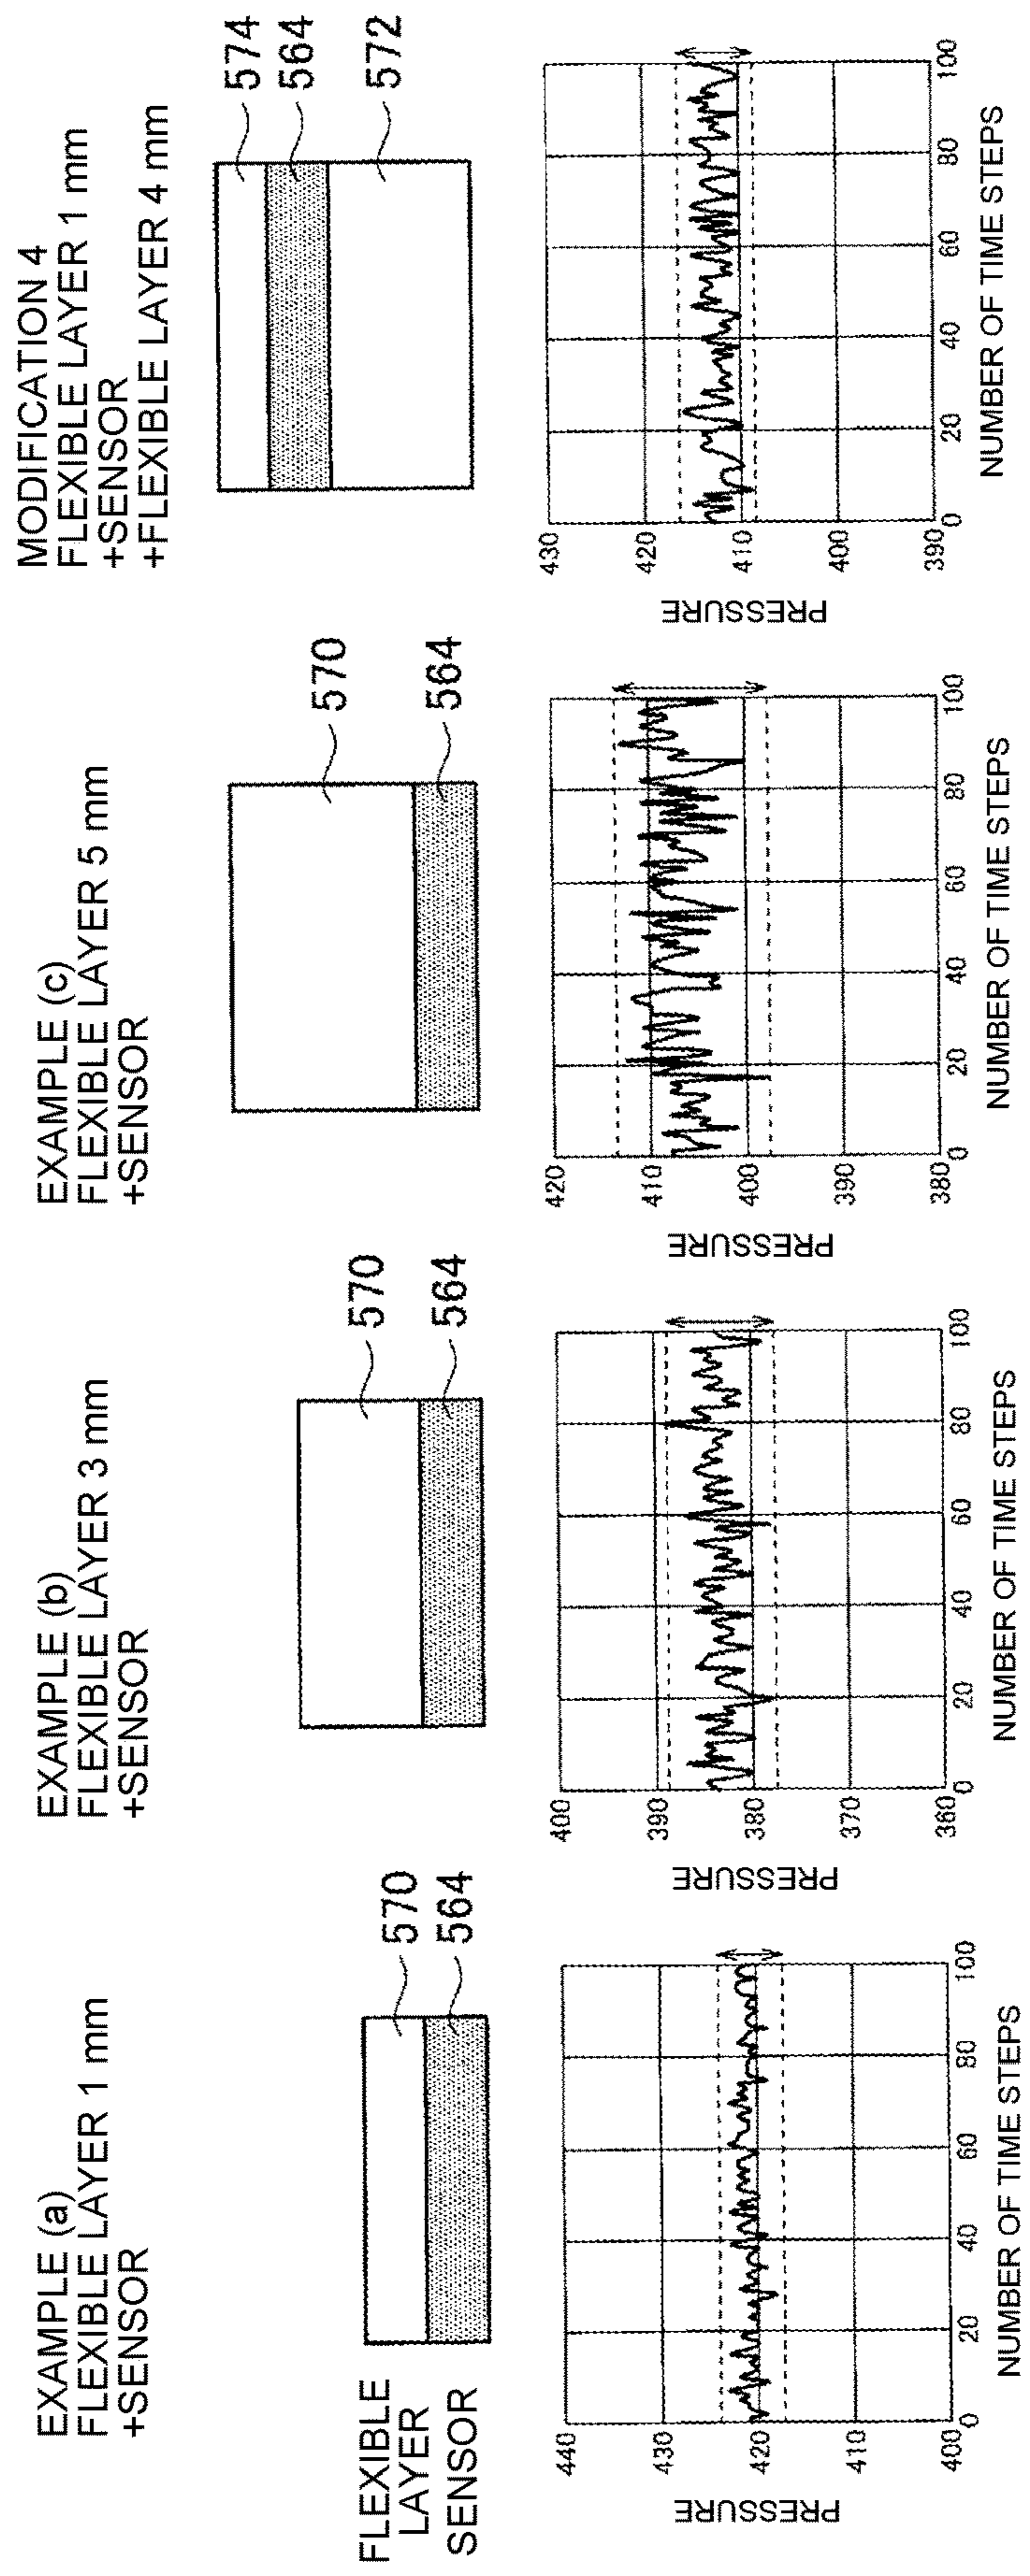 EXAMPLE (a)
FLEXIBLE LAYER 1 mm
+SENSOR
FLEXIBLE
LAYER
SENSOR
570
564
440
430
420
410
400
PRESSURE
0
20
40
60
80
100
NUMBER OF TIME STEPS
EXAMPLE (b)
FLEXIBLE LAYER 3 mm
+SENSOR
570
564
400
390
380
370
360
PRESSURE
0
20
40
60
80
100
NUMBER OF TIME STEPS
EXAMPLE (c)
FLEXIBLE LAYER 5 mm
+SENSOR
570
564
420
410
400
390
380
PRESSURE
0
20
40
60
80
100
NUMBER OF TIME STEPS
MODIFICATION 4
FLEXIBLE LAYER 1 mm
+SENSOR
+FLEXIBLE LAYER 4 mm
574
564
572
430
420
410
400
390
PRESSURE
0
20
40
60
80
100
NUMBER OF TIME STEPS